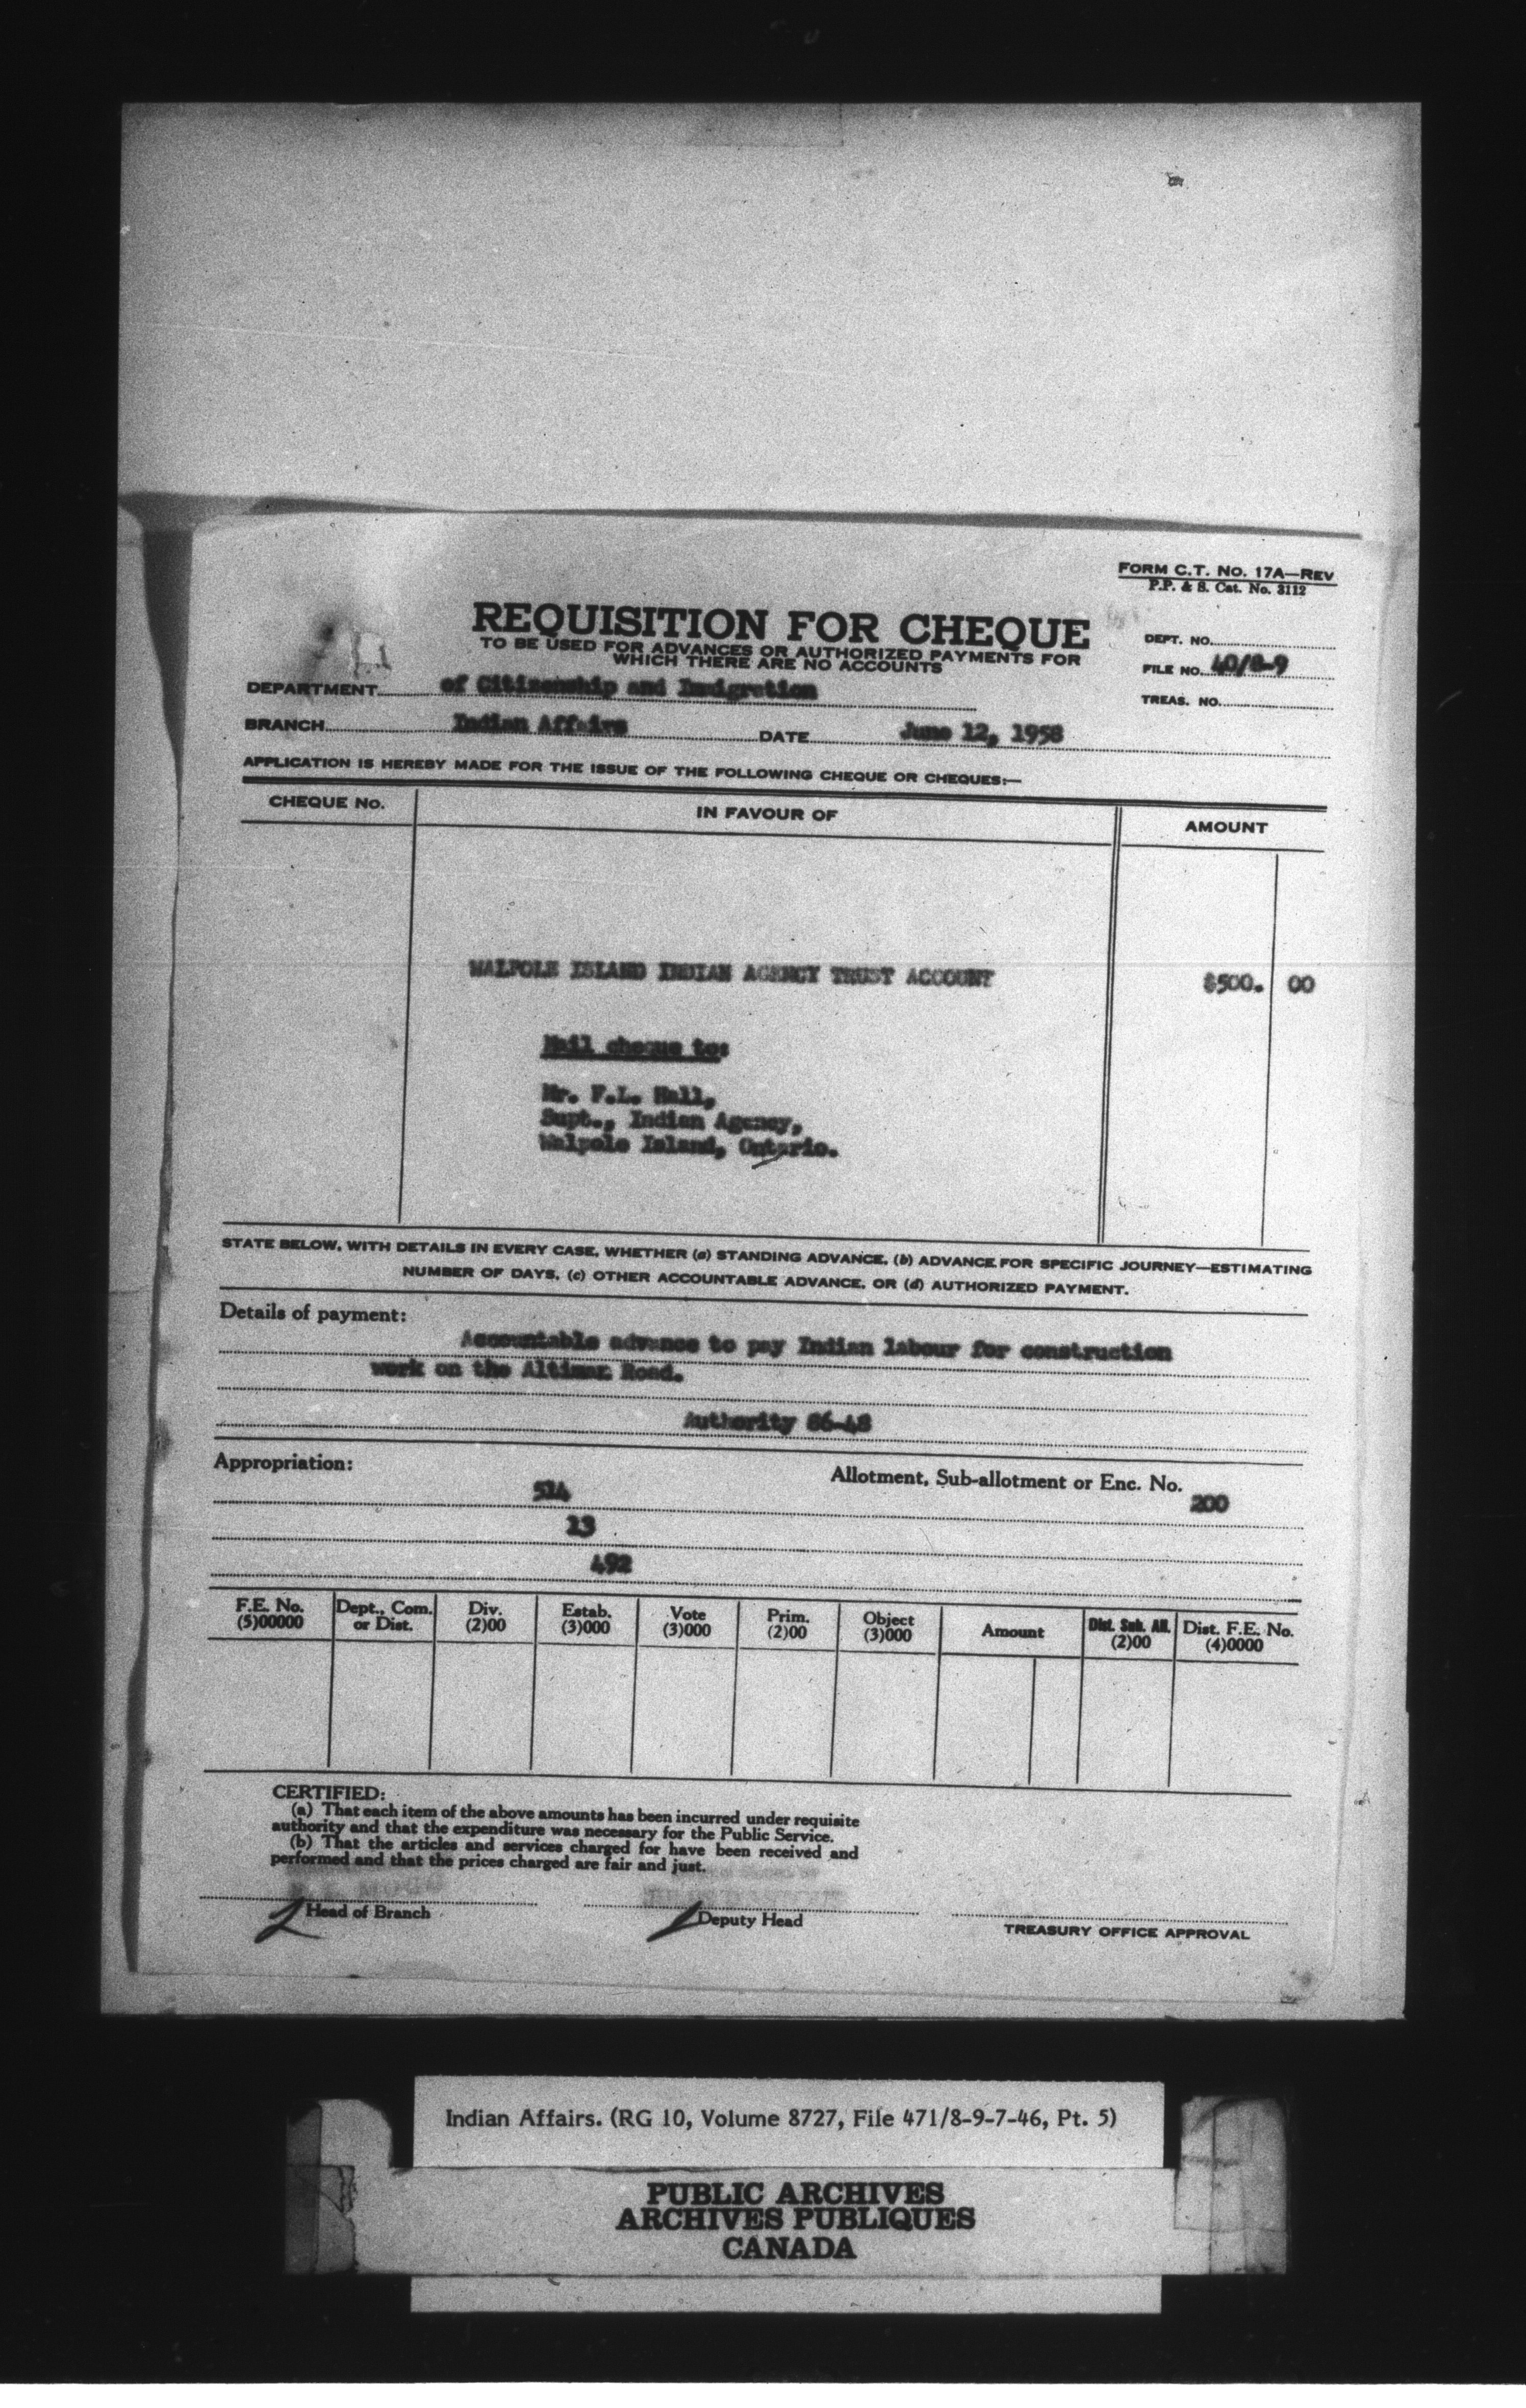 FORM C.T. NO. 17A—REV
P.P. & S. Cat. No. 3112
REQUISITION FOR CHEQUE
TO BE USED FOR ADVANCES OR AUTHORIZED PAYMENTS FOR
WHICH THERE ARE NO ACCOUNTS
DEPT. NO.
FILE NO. 40/8-9
TREAS. NO.
DEPARTMENT of Citizenship and Immigration
BRANCH Indian Affairs DATE June 12, 1958
APPLICATION IS HEREBY MADE FOR THE ISSUE OF THE FOLLOWING CHEQUE OR CHEQUES:—
CHEQUE No. IN FAVOUR OF AMOUNT
WALPOLE ISLAND INDIAN AGENCY TRUST ACCOUNT $500. 00
Mail cheque to:
Mr. F.L. Hall,
Supt., Indian Agency,
Walpole Island, Ontario.
STATE BELOW, WITH DETAILS IN EVERY CASE, WHETHER (a) STANDING ADVANCE, (b) ADVANCE FOR SPECIFIC JOURNEY—ESTIMATING
NUMBER OF DAYS, (c) OTHER ACCOUNTABLE ADVANCE, OR (d) AUTHORIZED PAYMENT.
Details of payment:
Accountable advance to pay Indian labour for construction
work on the Altiman Road.
Authority 86-48
Appropriation: Allotment, Sub-allotment or Enc. No.
514 200
13
492
F.E. No. (5)00000 Dept., Com. or Dist. Div. (2)00 Estab. (3)000 Vote (3)000 Prim. (2)00 Object (3)000 Amount Dist. Sub. All. (2)00 Dist. F.E. No. (4)0000
CERTIFIED:
(a) That each item of the above amounts has been incurred under requisite
authority and that the expenditure was necessary for the Public Service.
(b) That the articles and services charged for have been received and
performed and that the prices charged are fair and just.
Head of Branch Deputy Head TREASURY OFFICE APPROVAL
Indian Affairs. (RG 10, Volume 8727, File 471/8-9-7-46, Pt. 5)
PUBLIC ARCHIVES
ARCHIVES PUBLIQUES
CANADA